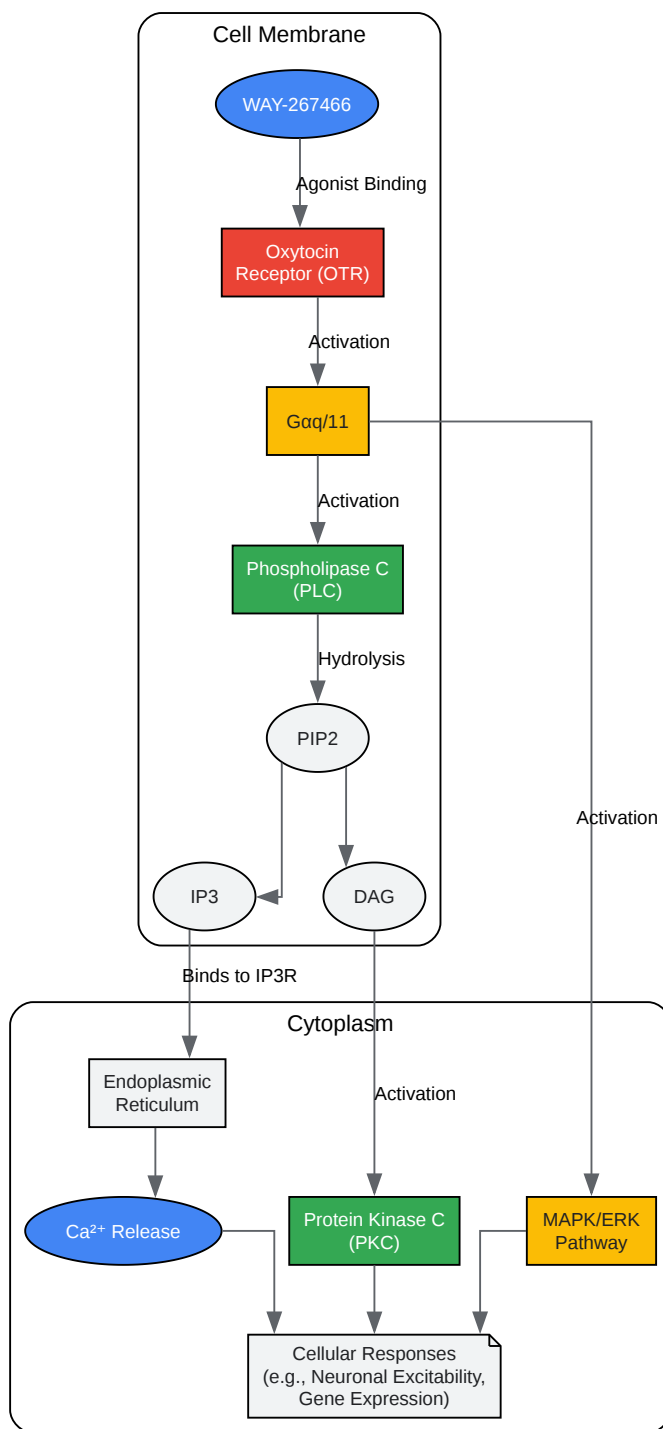 Cell Membrane
WAY-267466
Agonist Binding
Oxytocin
Receptor (OTR)
Activation
Gαq/11
Activation
Phospholipase C
(PLC)
Hydrolysis
PIP2
Activation
IP3
DAG
Binds to IP3R
Cytoplasm
Endoplasmic
Reticulum
Activation
Ca²⁺ Release
Protein Kinase C
(PKC)
MAPK/ERK
Pathway
Cellular Responses
(e.g., Neuronal Excitability,
Gene Expression)